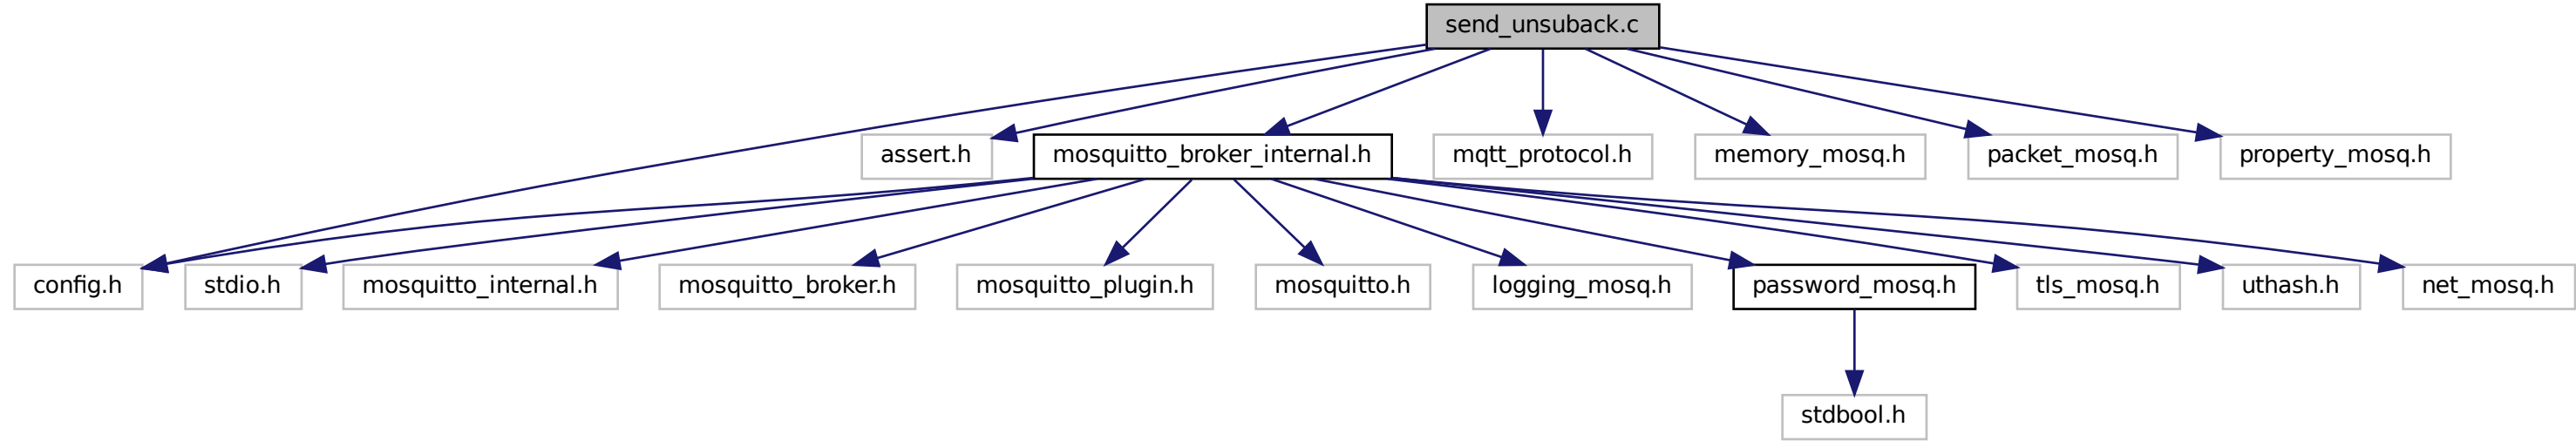 send_unsuback.c
assert.h
mosquitto_broker_internal.h
mqtt_protocol.h
memory_mosq.h
packet_mosq.h
property_mosq.h
config.h
stdio.h
mosquitto_internal.h
mosquitto_broker.h
mosquitto_plugin.h
mosquitto.h
logging_mosq.h
password_mosq.h
tls_mosq.h
uthash.h
net_mosq.h
stdbool.h